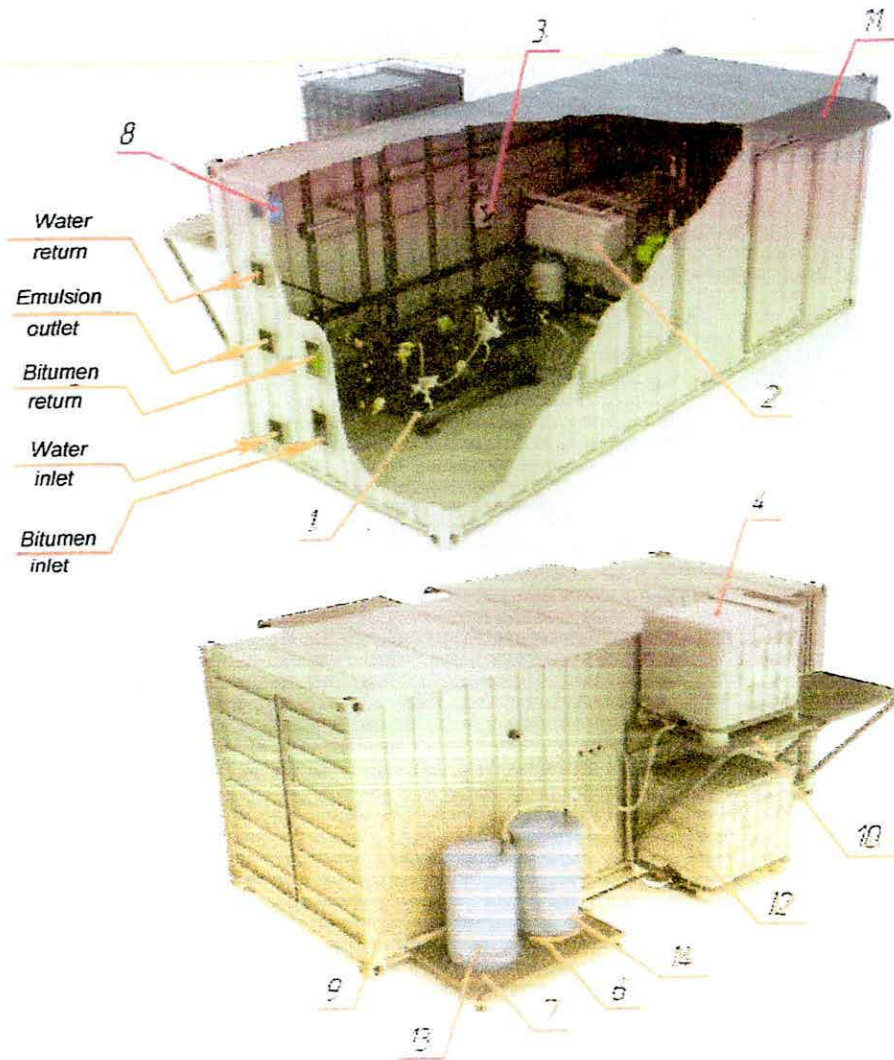 11
3
8
Water
return
Emulsion
outlet
Bitumen
return
2
Water
inlet
1
4
Bitumen
inlet
10
12
14
6
9
7
13